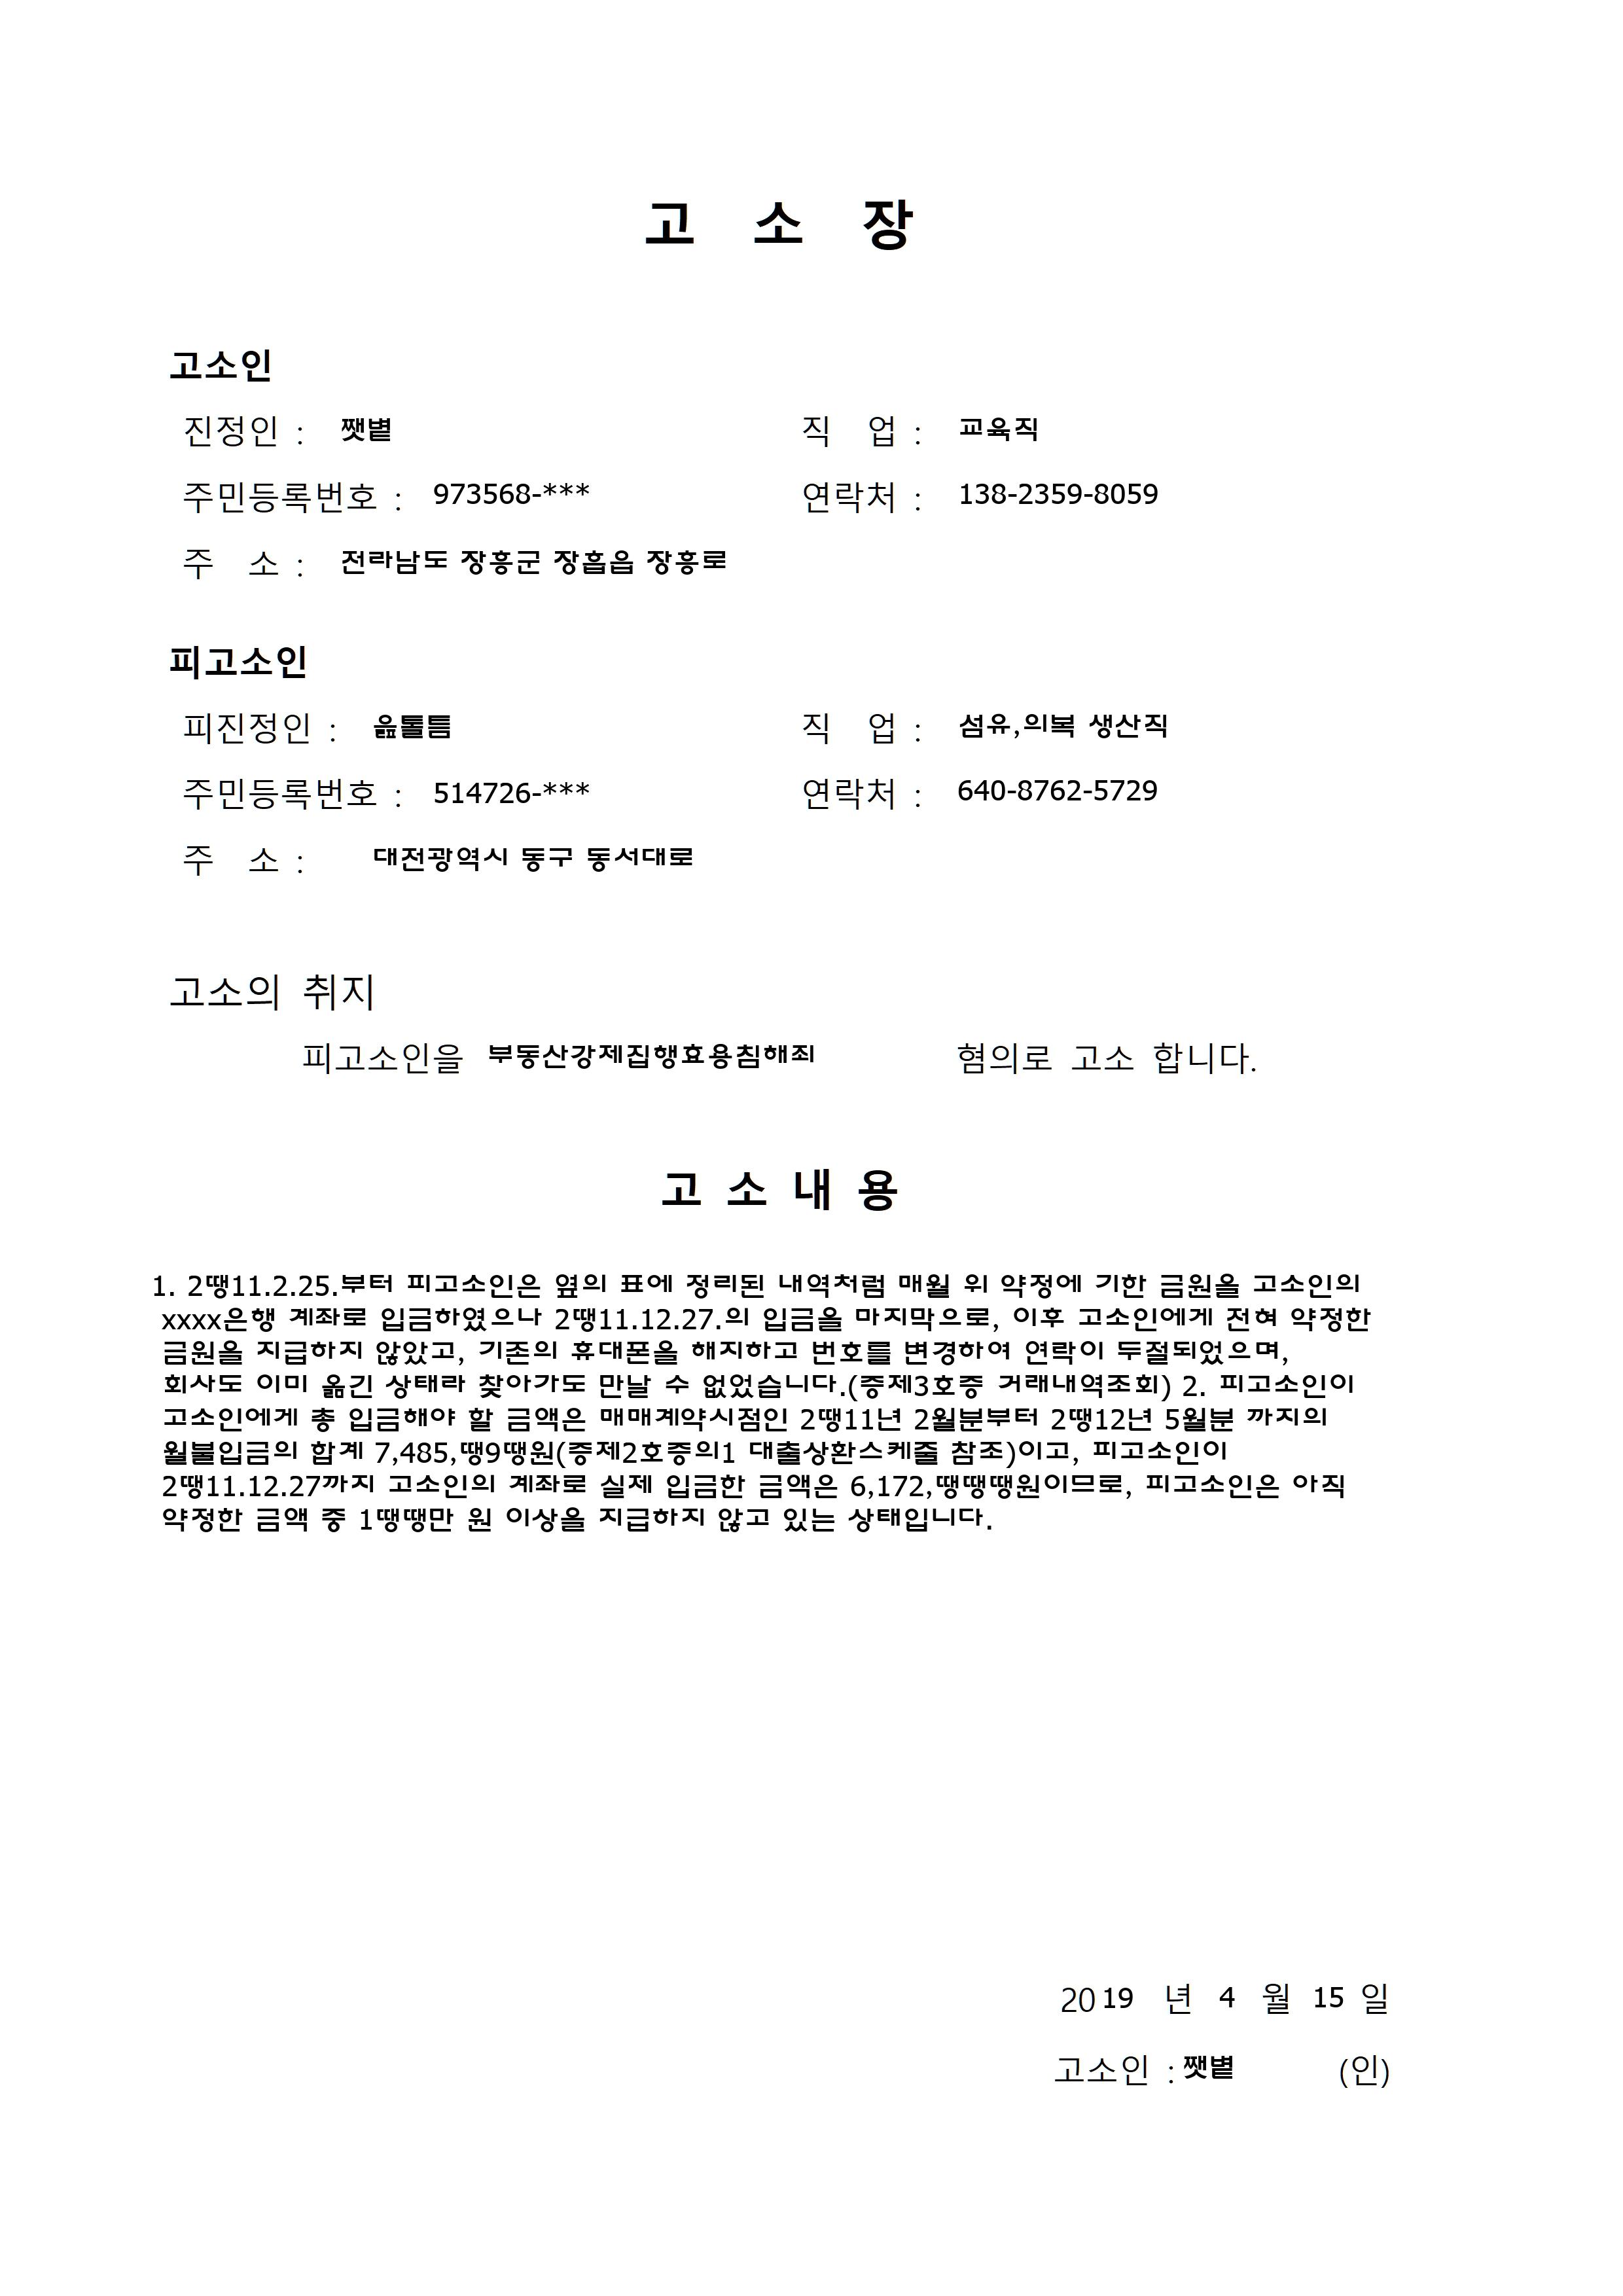 고 소 장
고소인
진정인 : 쨋볕 직 업 : 교육직
주민등록번호 : 973568-*** 연락처 : 138-2359-8059
주 소 : 전라남도 장흥군 장흡읍 장흥로
피고소인
피진정인 : 읊톨틈 직 업 : 섬유,의복 생산직
주민등록번호 : 514726-*** 연락처 : 640-8762-5729
주 소 : 대전광역시 동구 동서대로
고소의 취지
피고소인을 부동산강제집행효용침해죄 혐의로 고소 합니다.
고 소 내 용
1. 2땡11.2.25.부터 피고소인은 옆의 표에 정리된 내역처럼 매월 위 약정에 기한 금원을 고소인의
xxxx은행 계좌로 입금하였으나 2땡11.12.27.의 입금을 마지막으로, 이후 고소인에게 전혀 약정한
금원을 지급하지 않았고, 기존의 휴대폰을 해지하고 번호를 변경하여 연락이 두절되었으며,
회사도 이미 옮긴 상태라 찾아가도 만날 수 없었습니다.(증제3호증 거래내역조회) 2. 피고소인이
고소인에게 총 입금해야 할 금액은 매매계약시점인 2땡11년 2월분부터 2땡12년 5월분 까지의
월불입금의 합계 7,485,땡9땡원(증제2호증의1 대출상환스케줄 참조)이고, 피고소인이
2땡11.12.27까지 고소인의 계좌로 실제 입금한 금액은 6,172,땡땡땡원이므로, 피고소인은 아직
약정한 금액 중 1땡땡만 원 이상을 지급하지 않고 있는 상태입니다.
2019 년 4 월 15 일
고소인 : 쨋볕 (인)